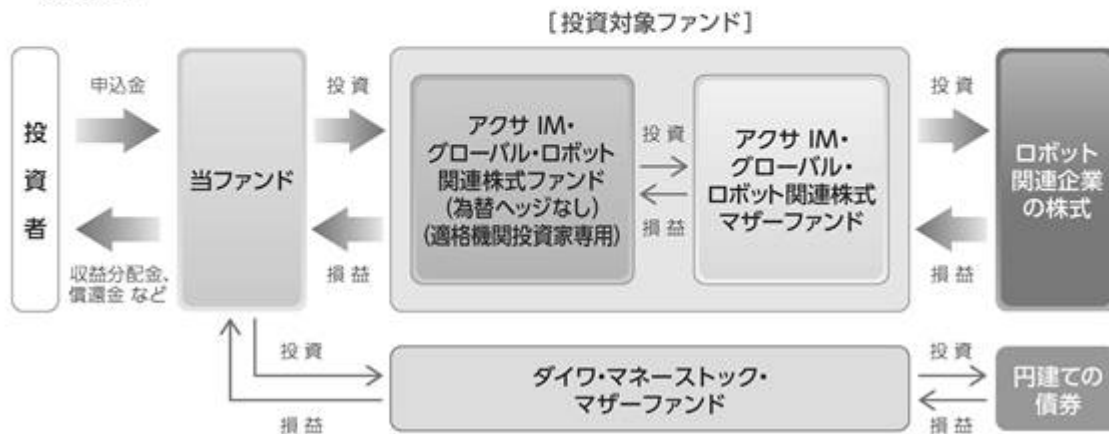 [投資対象ファンド]
投
資
者
申込金
収益分配金、
償還金 など
当ファンド
投 資
損 益
アクサ IM・
グローバル・ロボット
関連株式ファンド
(為替ヘッジなし)
(適格機関投資家専用)
投 資
損 益
アクサ IM・
グローバル・
ロボット関連株式
マザーファンド
投 資
損 益
ロボット
関連企業
の株式
投 資
損 益
ダイワ・マネーストック・
マザーファンド
投 資
損 益
円建ての
債券